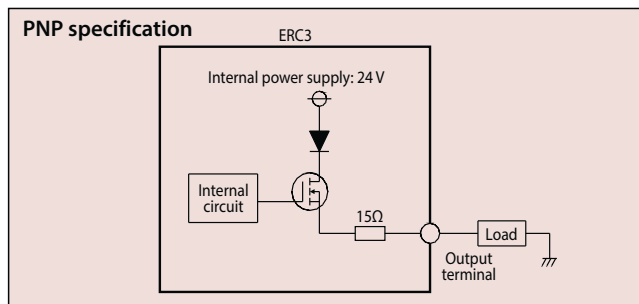 PNP specification
ERC3
Internal power supply: 24 V
Internal
circuit
15Ω
Load
Output
terminal